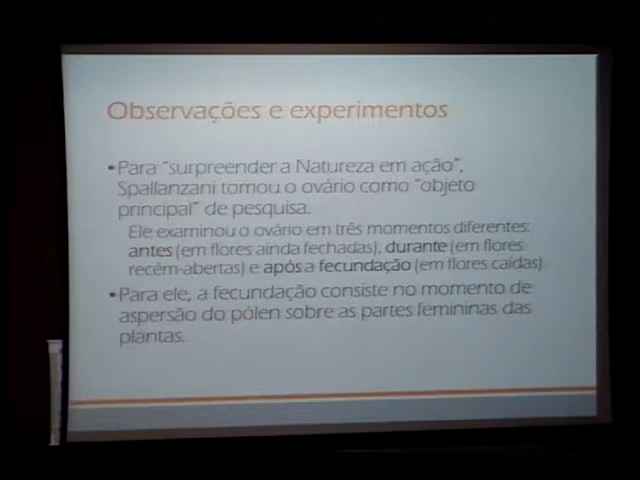 Observações e experimentos
•Para "surpreender a Natureza em ação",
Spallanzani tomou o ovário como "objeto
principal" de pesquisa.
Ele examinou o ovário em três momentos diferentes:
antes (em flores ainda fechadas), durante (em flores
recém-abertas) e após a fecundação (em flores caídas)
•Para ele, a fecundação consiste no momento de
aspersão do pólen sobre as partes femininas das
plantas.